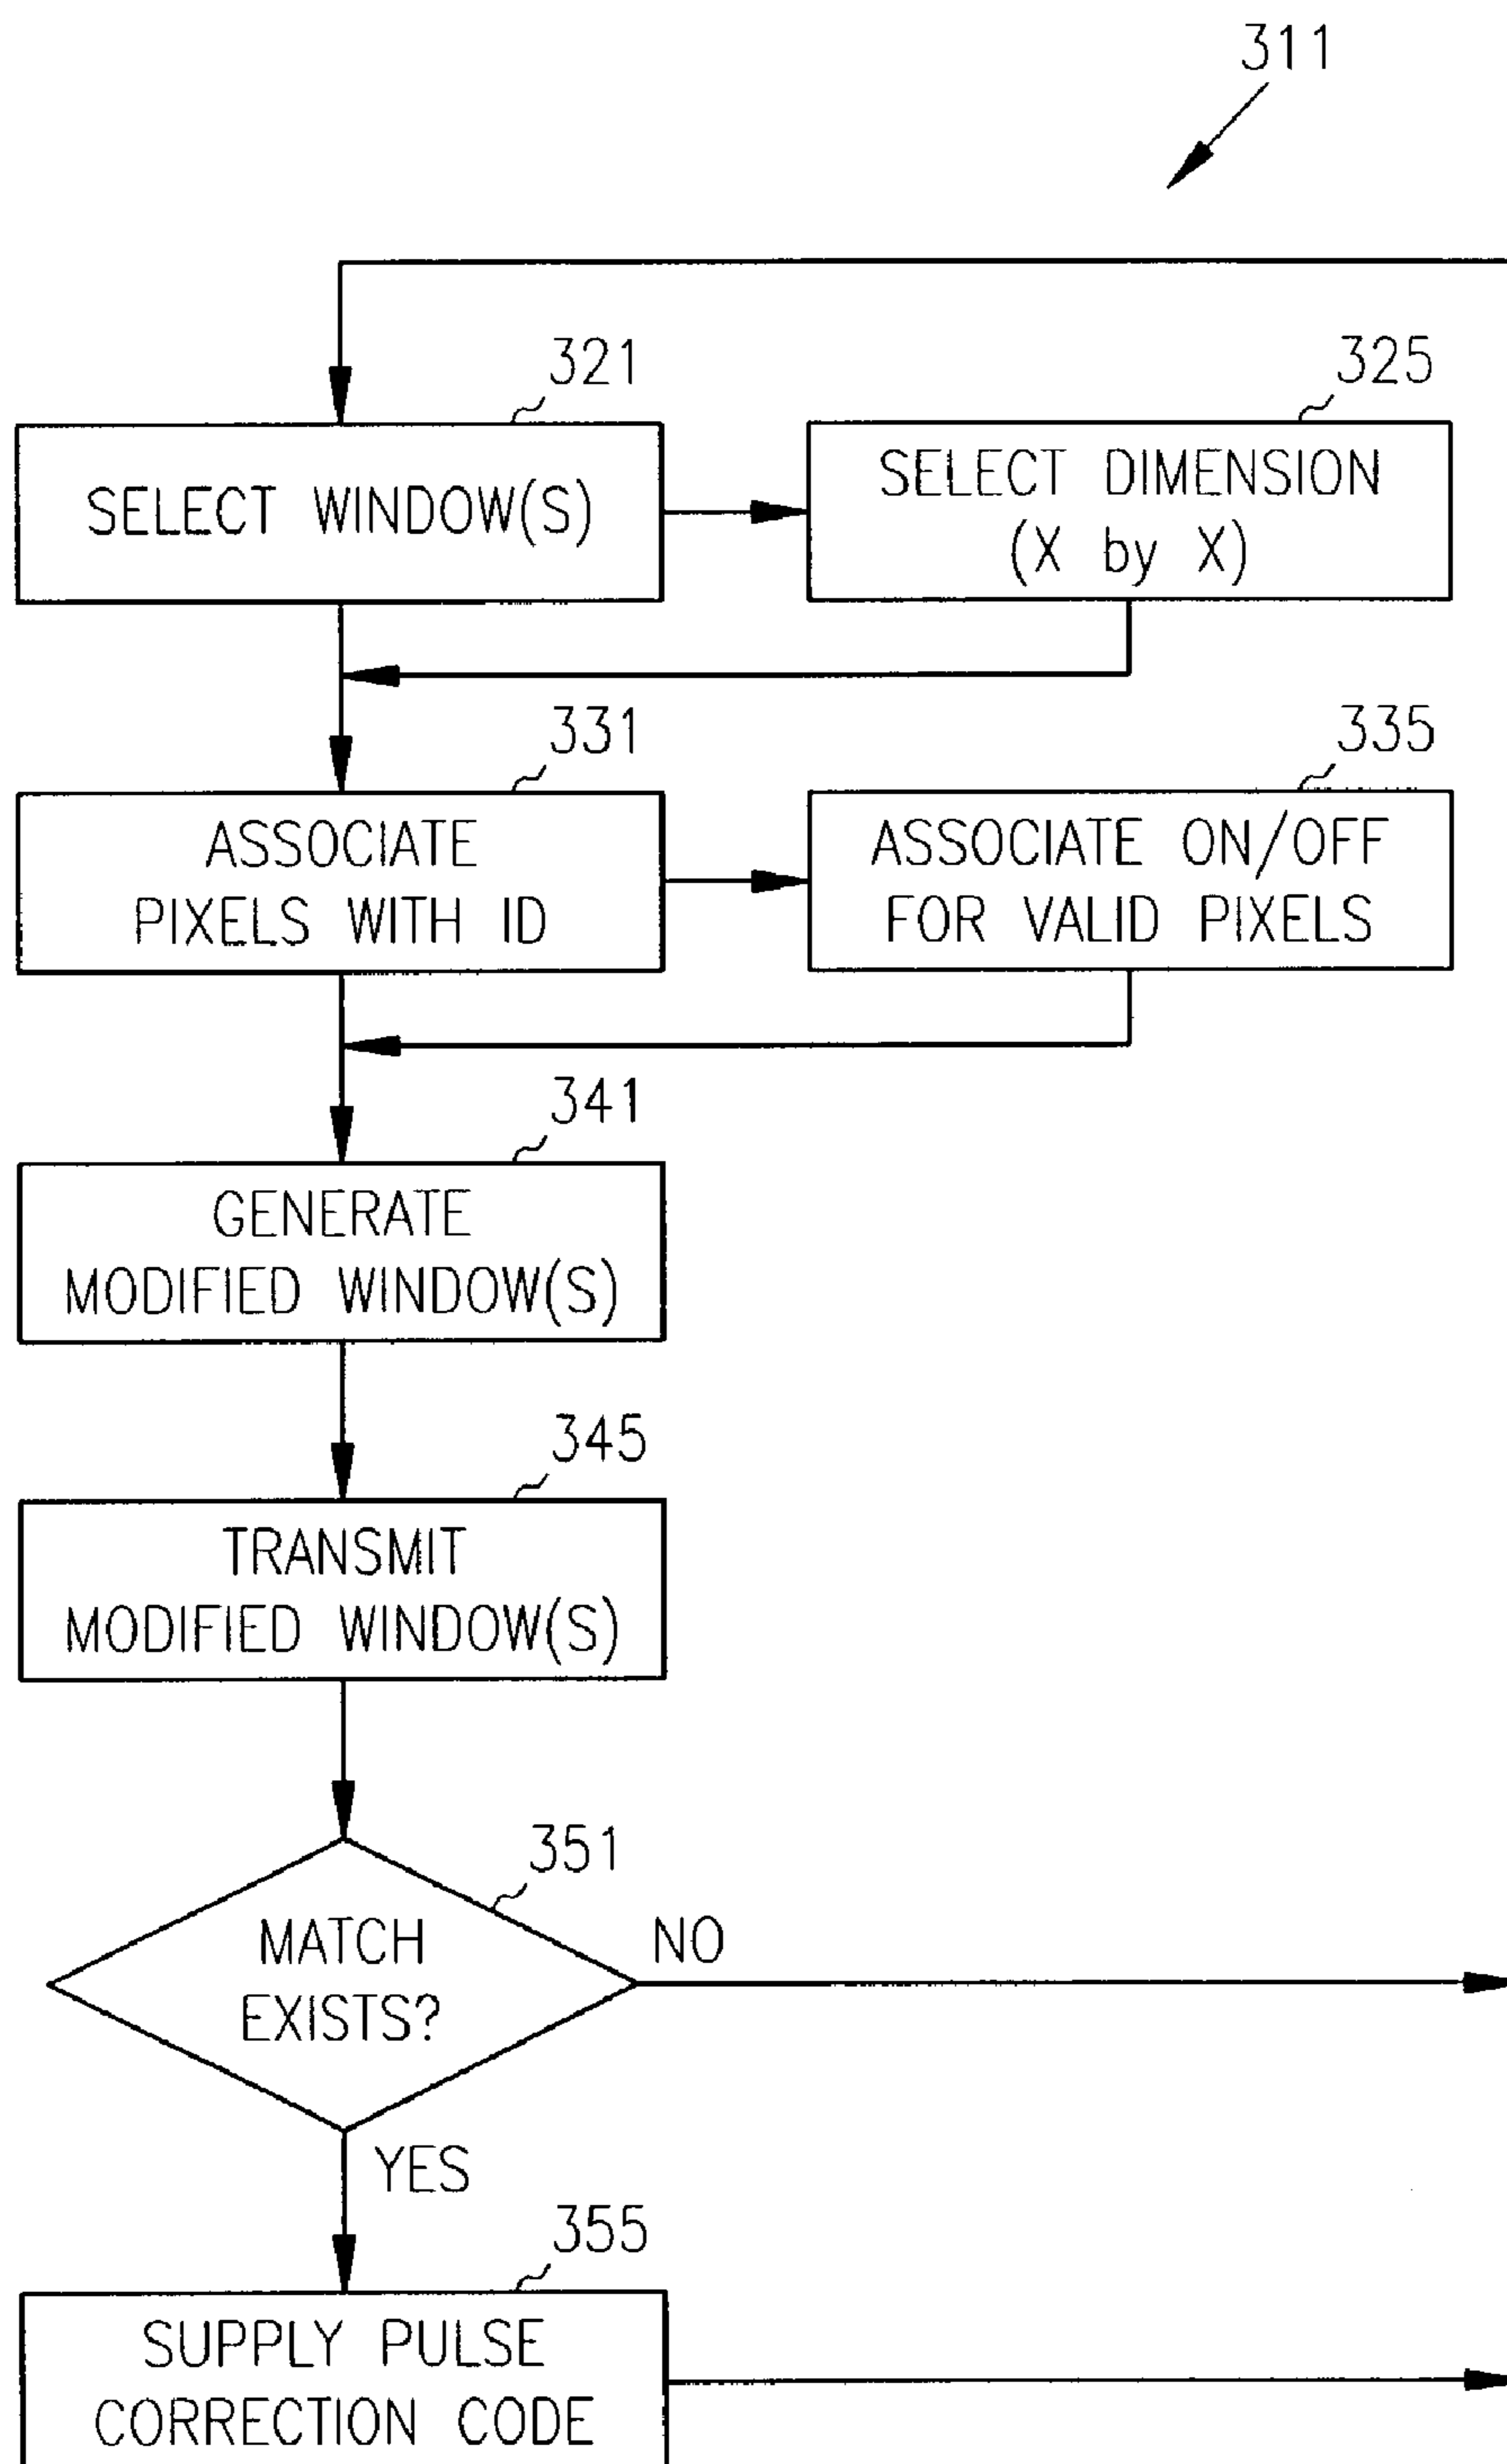 311
321
SELECT WINDOW(S)
325
SELECT DIMENSION
(X by X)
331
ASSOCIATE
PIXELS WITH ID
335
ASSOCIATE ON/OFF
FOR VALID PIXELS
341
GENERATE
MODIFIED WINDOW(S)
345
TRANSMIT
MODIFIED WINDOW(S)
351
MATCH
EXISTS?
NO
YES
355
SUPPLY PULSE
CORRECTION CODE